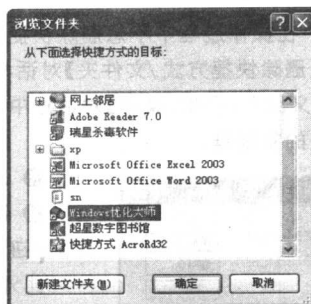 浏览文件夹
从下面选择快捷方式的目标:
网上邻居
Adobe Reader 7.0
瑞星杀毒软件
xp
Microsoft Office Excel 2003
Microsoft Office Word 2003
zn
Windows优化大师
超星数字图书馆
快捷方式 AcroRd32
新建文件夹(M) 确定 取消